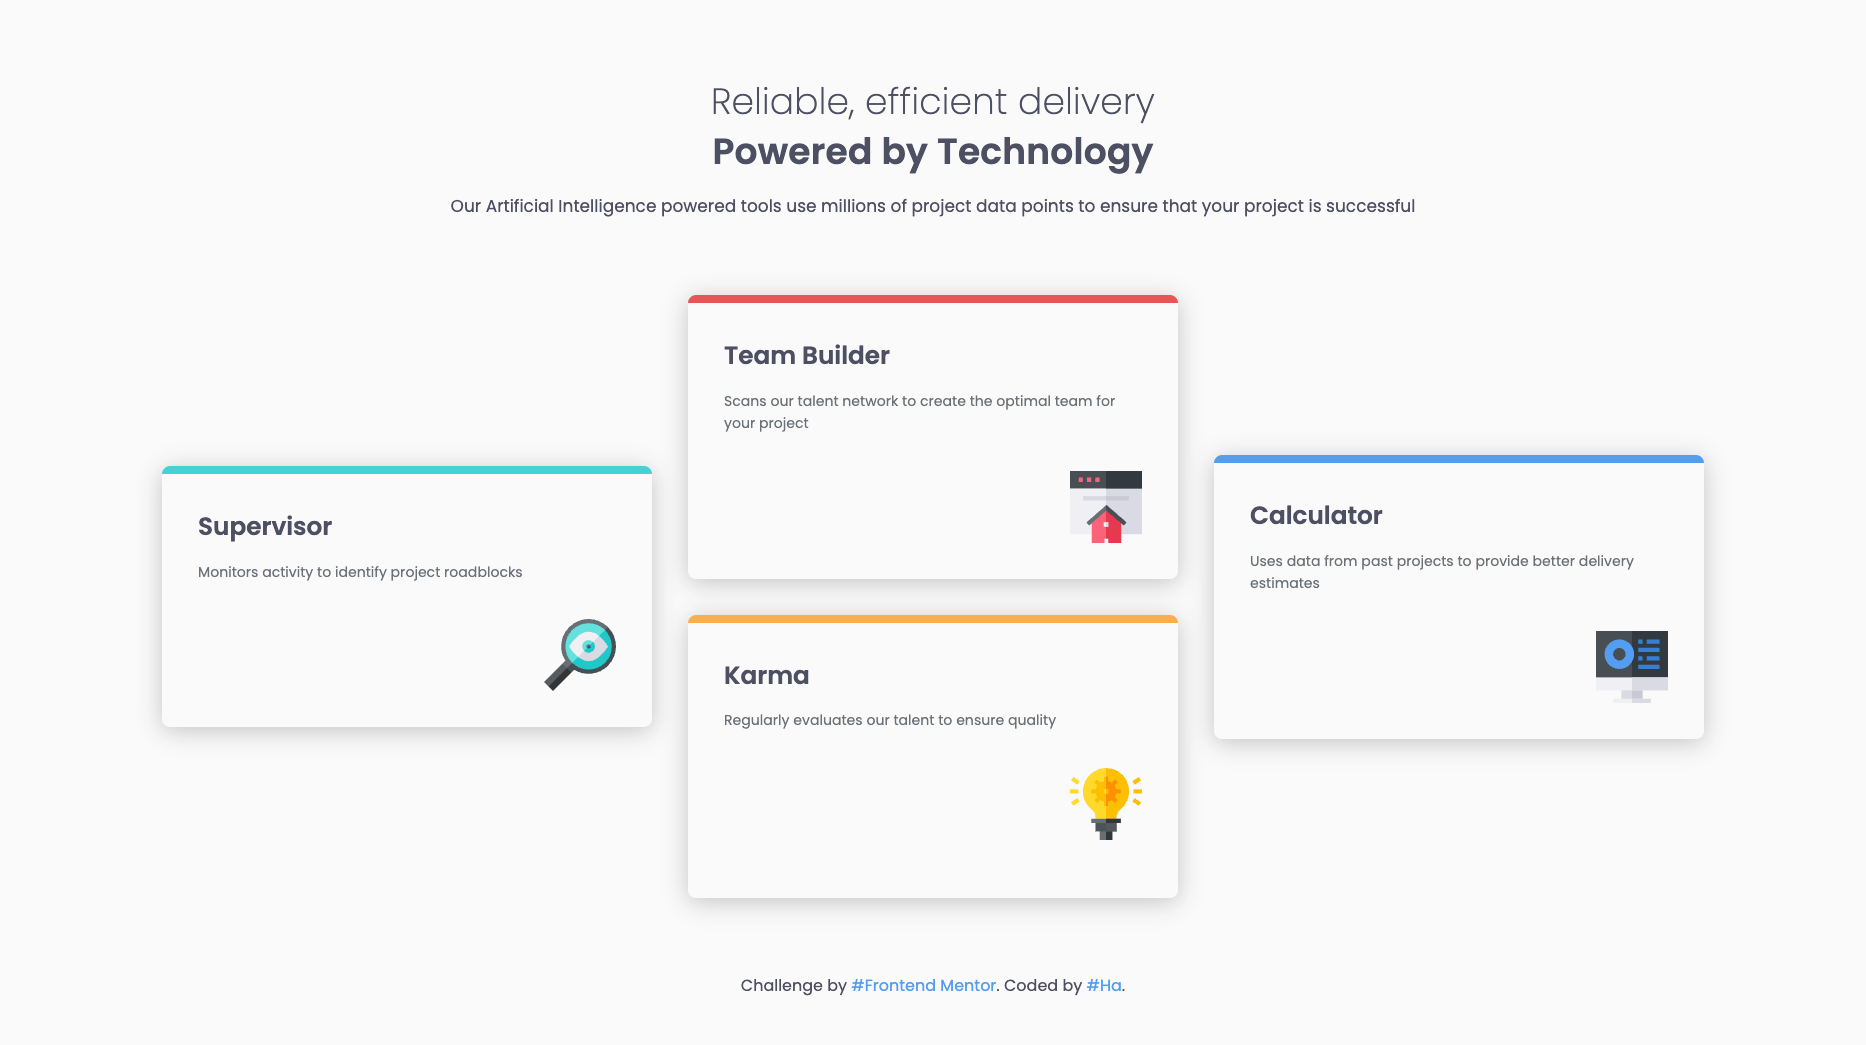 Reliable, efficient delivery
Powered by Technology
Our Artificial Intelligence powered tools use millions of project data points to ensure that your project is successful
Supervisor
Monitors activity to identify project roadblocks
Team Builder
Scans our talent network to create the optimal team for
your project
Karma
Regularly evaluates our talent to ensure quality
Calculator
Uses data from past projects to provide better delivery
estimates
Challenge by #Frontend Mentor. Coded by #Ha.